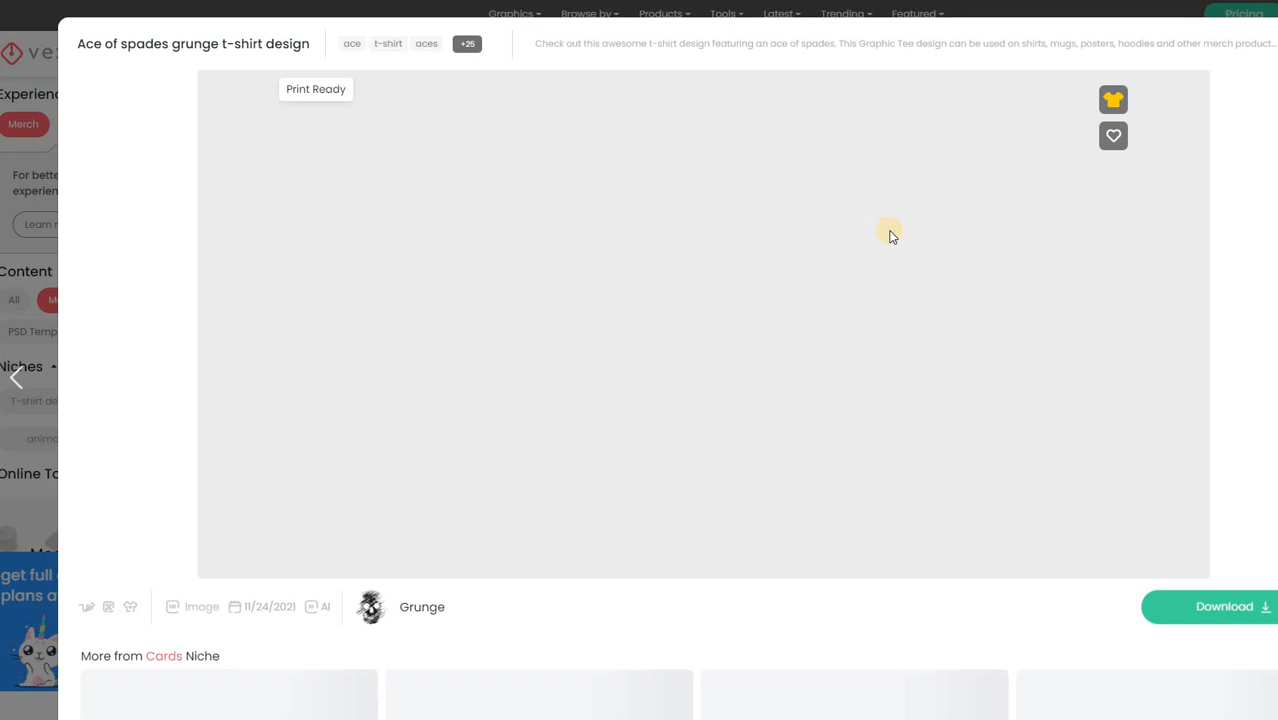 Graphics
Browse by
Products
Tools
Latest
Trending
Featured
Pricing
Ace of spades grunge t-shirt design
ace
t-shirt
aces
+25
Check out this awesome t-shirt design featuring an ace of spades. This Graphic Tee design can be used on shirts, mugs, posters, hoodies and other merch product...
Print Ready
Merch
For bette
Learn
Content
All
PSD Temp
Niches
T-shirt de
anima
Online To
get full
plans a
Image
11/24/2021
AI
Grunge
Download
More from Cards Niche